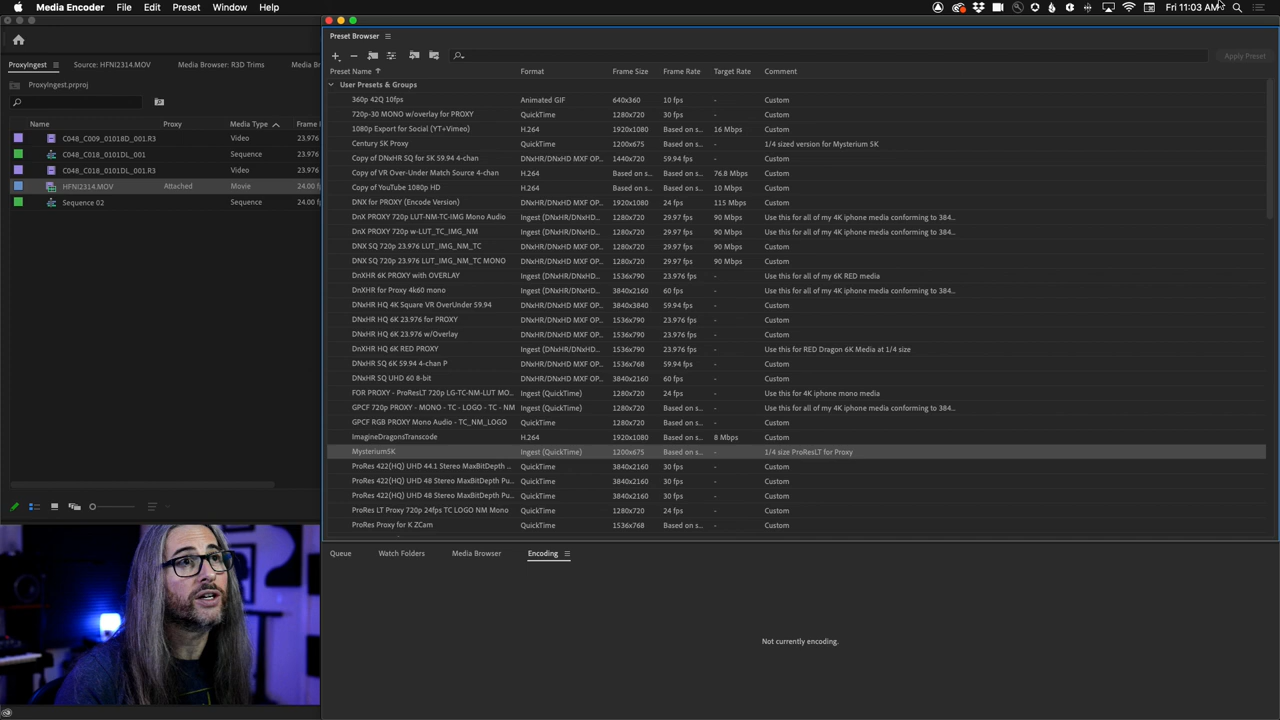 Media Encoder File Edit Preset Window Help Fri 11:03 AM
Preset Browser
ProxyIngest Source: HFNI2314.MOV Media Browser: R3D Trims Media Br
ProxyIngest.prproj
Apply Preset
Preset Name Format Frame Size Frame Rate Target Rate Comment
Name Proxy Media Type Frame I
C048_C009_01018D_001.R3 Video 23.976
C048_C018_0101DL_001 Sequence 23.976
C048_C018_0101DL_001.R3 Video 23.976
HFNI2314.MOV Attached Movie 24.00 f
Sequence 02 Sequence 24.00 f
User Presets & Groups
360p 42Q 10fps Animated GIF 640x360 10 fps - Custom
720p-30 MONO w/overlay for PROXY QuickTime 1280x720 30 fps - Custom
1080p Export for Social (YT+Vimeo) H.264 1920x1080 Based on s... 16 Mbps Custom
Century 5K Proxy QuickTime 1200x675 Based on s... - 1/4 sized version for Mysterium 5K
Copy of DNxHR SQ for 5K 59.94 4-chan DNxHR/DNxHD MXF OP... 1440x720 59.94 fps - Custom
Copy of VR Over-Under Match Source 4-chan H.264 Based on s... Based on s... 76.8 Mbps Custom
Copy of YouTube 1080p HD H.264 Based on s... Based on s... 10 Mbps Custom
DNX for PROXY (Encode Version) DNxHR/DNxHD MXF OP... 1920x1080 24 fps 115 Mbps Custom
DnX PROXY 720p LUT-NM-TC-IMG Mono Audio Ingest (DNxHR/DNxHD... 1280x720 29.97 fps 90 Mbps Use this for all of my 4K iphone media conforming to 384...
DnX PROXY 720p w-LUT_TC_IMG_NM Ingest (DNxHR/DNxHD... 1280x720 29.97 fps 90 Mbps Use this for all of my 4K iphone media conforming to 384...
DNX SQ 720p 23.976 LUT_IMG_NM_TC DNxHR/DNxHD MXF OP... 1280x720 29.97 fps 90 Mbps Custom
DNX SQ 720p 23.976 LUT_IMG_NM_TC MONO DNxHR/DNxHD MXF OP... 1280x720 29.97 fps 90 Mbps Custom
DnXHR 6K PROXY with OVERLAY Ingest (DNxHR/DNxHD... 1536x790 23.976 fps - Use this for all of my 6K RED media
DnxHR for Proxy 4k60 mono Ingest (DNxHR/DNxHD... 3840x2160 60 fps - Use this for all of my 4K iphone media conforming to 384...
DnxHR HQ 4K Square VR OverUnder 59.94 DNxHR/DNxHD MXF OP... 3840x3840 59.94 fps - Custom
DNxHR HQ 6K 23.976 for PROXY DNxHR/DNxHD MXF OP... 1536x790 23.976 fps - Custom
DNxHR HQ 6K 23.976 w/Overlay DNxHR/DNxHD MXF OP... 1536x790 23.976 fps - Custom
DnXHR HQ 6K RED PROXY Ingest (DNxHR/DNxHD... 1536x790 23.976 fps - Use this for RED Dragon 6K Media at 1/4 size
DnxHR SQ 6K 59.94 4-chan P DNxHR/DNxHD MXF OP... 1536x768 59.94 fps - Custom
DNxHR SQ UHD 60 8-bit DNxHR/DNxHD MXF OP... 3840x2160 60 fps - Custom
FOR PROXY - ProResLT 720p LG-TC-NM-LUT MO... Ingest (QuickTime) 1280x720 24 fps - Use this for 4K iphone mono media
GPCF 720p PROXY - MONO - TC - LOGO - TC - NM Ingest (QuickTime) 1280x720 Based on s... - Use this for all of my 4K iphone media conforming to 384...
GPCF RGB PROXY Mono Audio - TC_NM_LOGO QuickTime 1280x720 Based on s... - Custom
ImagineDragonsTranscode H.264 1920x1080 Based on s... 8 Mbps Custom
Mysterium5K Ingest (QuickTime) 1200x675 Based on s... - 1/4 size ProResLT for Proxy
ProRes 422(HQ) UHD 44.1 Stereo MaxBitDepth ... QuickTime 3840x2160 30 fps - Custom
ProRes 422(HQ) UHD 48 Stereo MaxBitDepth Pu... QuickTime 3840x2160 30 fps - Custom
ProRes 422(HQ) UHD 48 Stereo MaxBitDepth Pu... QuickTime 3840x2160 30 fps - Custom
ProRes LT Proxy 720p 24fps TC LOGO NM Mono QuickTime 1280x720 24 fps - Custom
ProRes Proxy for K ZCam QuickTime 1536x768 Based on s... - Custom
Queue Watch Folders Media Browser Encoding
Not currently encoding.